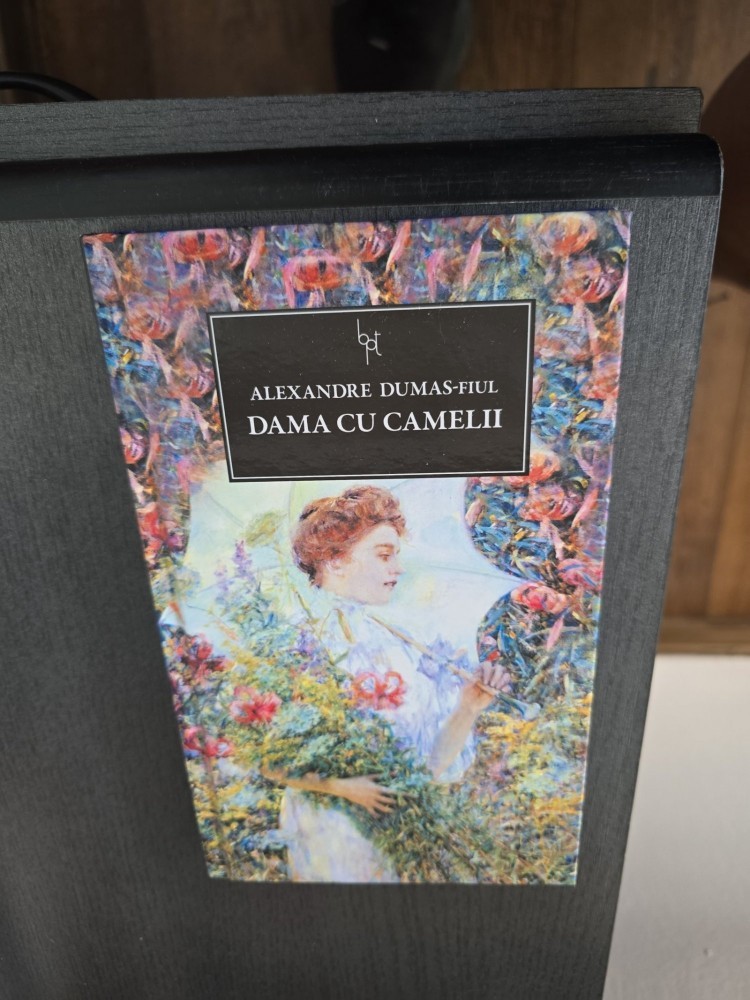 bpt
ALEXANDRE DUMAS-FIUL
DAMA CU CAMELII